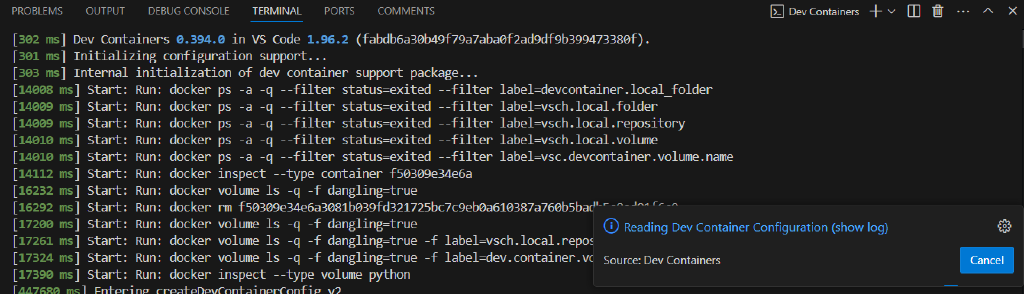 PROBLEMS OUTPUT DEBUG CONSOLE TERMINAL PORTS COMMENTS Dev Containers
[302 ms] Dev Containers 0.394.0 in VS Code 1.96.2 (fabdb6a30b49f79a7aba0f2ad9df9b399473380f).
[301 ms] Initializing configuration support...
[303 ms] Internal initialization of dev container support package...
[14008 ms] Start: Run: docker ps -a -q --filter status=exited --filter label=devcontainer.local_folder
[14009 ms] Start: Run: docker ps -a -q --filter status=exited --filter label=vsch.local.folder
[14009 ms] Start: Run: docker ps -a -q --filter status=exited --filter label=vsch.local.repository
[14010 ms] Start: Run: docker ps -a -q --filter status=exited --filter label=vsch.local.volume
[14010 ms] Start: Run: docker ps -a -q --filter status=exited --filter label=vsc.devcontainer.volume.name
[14112 ms] Start: Run: docker inspect --type container f50309e34e6a
[16232 ms] Start: Run: docker volume ls -q -f dangling=true
[16292 ms] Start: Run: docker rm
[17200 ms] Start: Run: docker volume ls -q -f dangling=true
[17261 ms] Start: Run: docker volume ls -q -f dangling=true -f label=vsch.local.repos
[17324 ms] Start: Run: docker volume ls -q -f dangling=true -f label=dev.container.vo
[17390 ms] Start: Run: docker inspect --type volume python
[447680 ms] Entering createDevContainerConfig v2
Reading Dev Container Configuration (show log)
Source: Dev Containers
Cancel